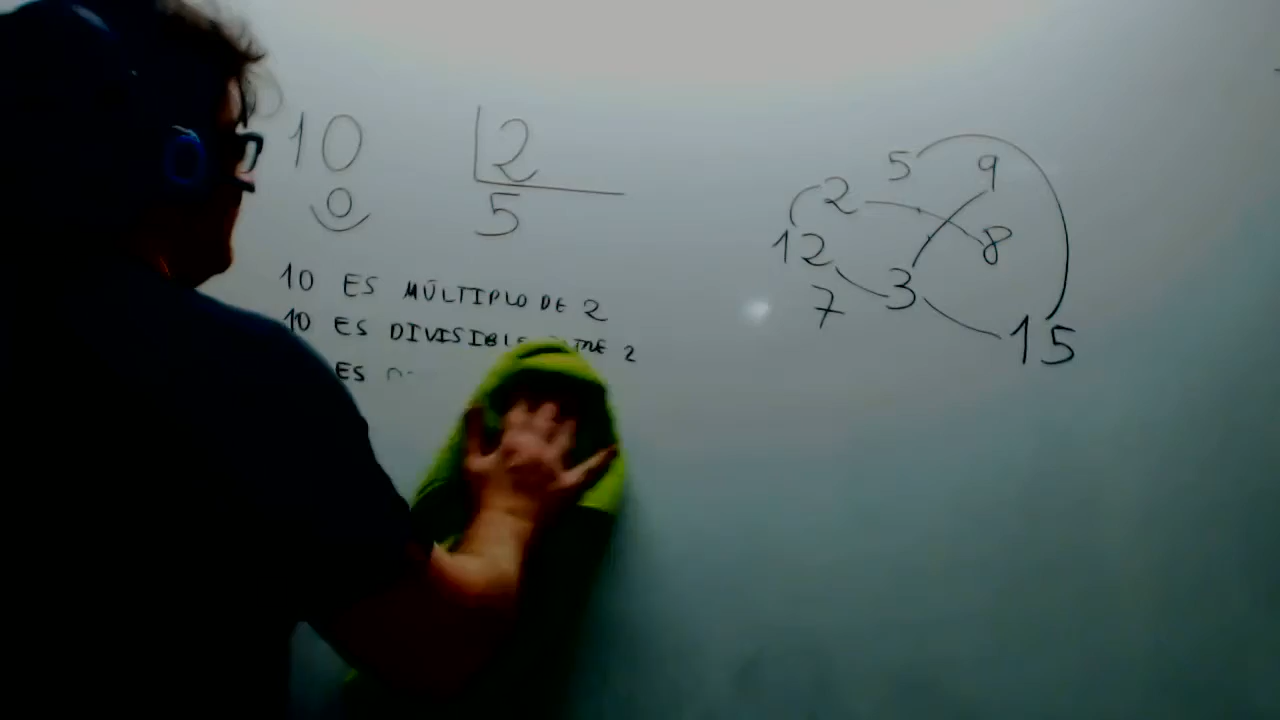 10 2
0 5
10 ES MÚLTIPLO DE 2
10 ES DIVISIBLE 2
ES
5 9
2
12 8
7 3
15